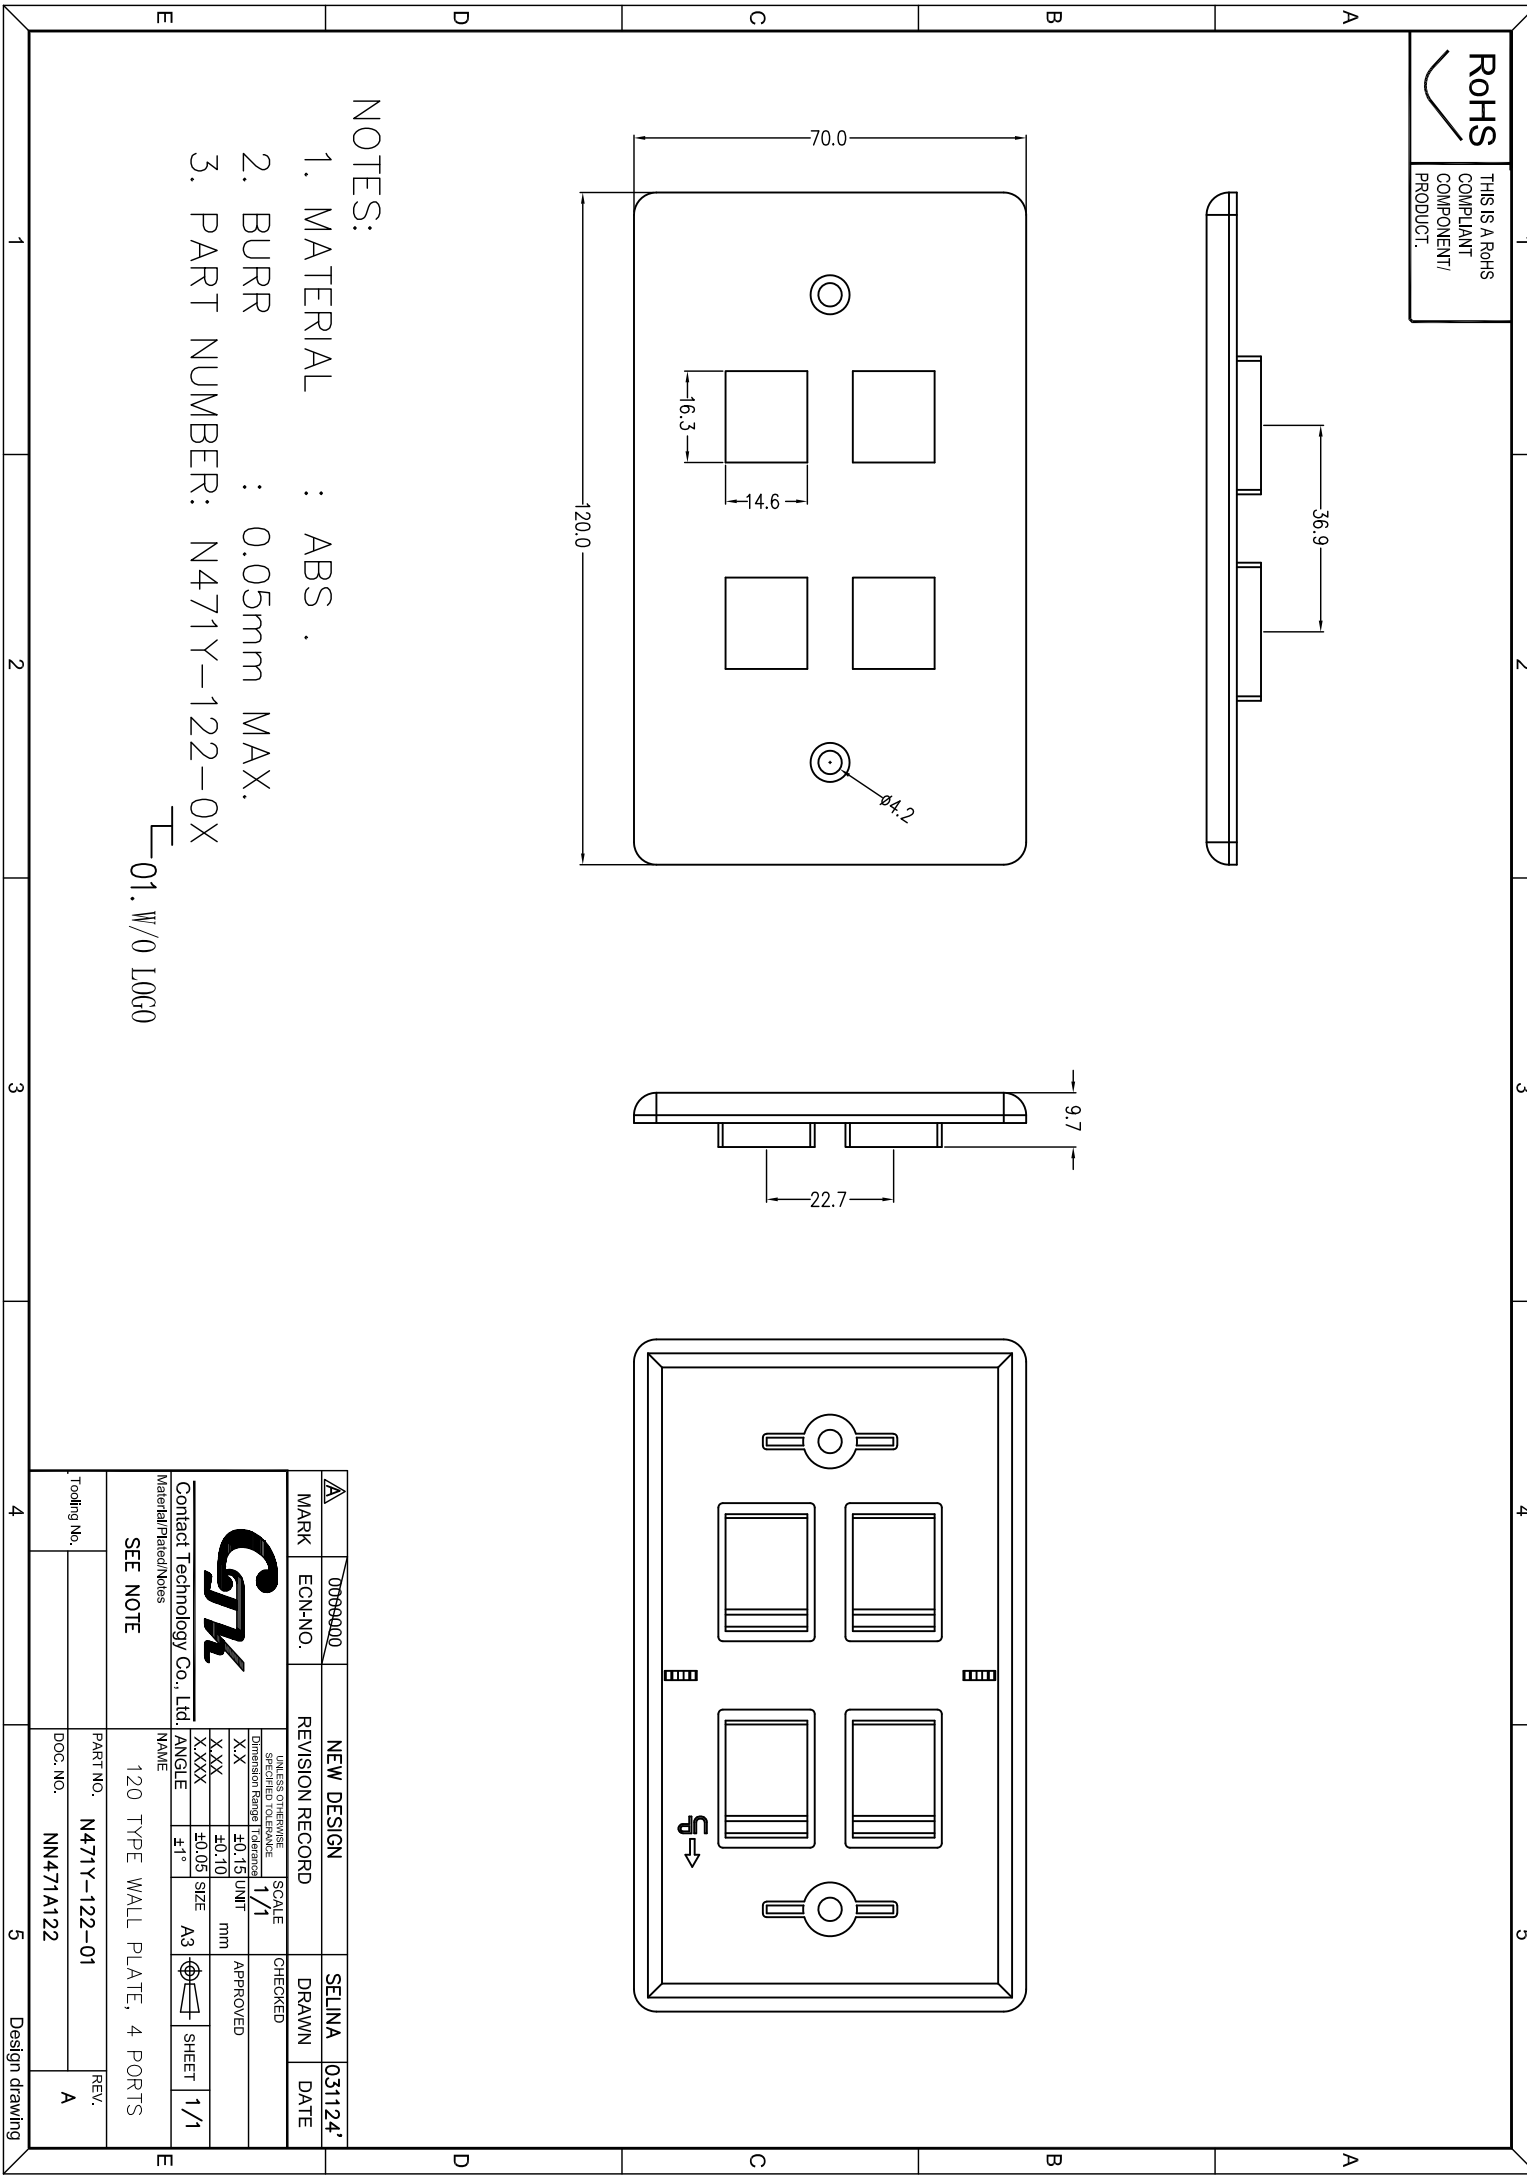 1
2
3
4
5
A
B
C
D
E
RoHS
THIS IS A RoHS
COMPLIANT
COMPONENT/
PRODUCT.
36.9
70.0
16.3
14.6
120.0
ø4.2
9.7
22.7
UP
NOTES:
1. MATERIAL : ABS .
2. BURR : 0.05mm MAX.
3. PART NUMBER: N471Y-122-0X
01. W/O LOGO
A 0000000 NEW DESIGN SELINA 031124'
MARK ECN-NO. REVISION RECORD DRAWN DATE
CTK
Contact Technology Co., Ltd.
UNLESS OTHERWISE
SPECIFIED TOLERANCE
Dimension Range Tolerance
X.X ±0.15
X.XX ±0.10
X.XXX ±0.05
ANGLE ±1°
SCALE
1/1
UNIT
mm
SIZE A3
CHECKED
APPROVED
SHEET 1/1
Material/Plated/Notes
SEE NOTE
NAME
120 TYPE WALL PLATE, 4 PORTS
Tooling No.
PART NO. N471Y-122-01
DOC. NO. NN471A122
REV.
A
1
2
3
4
5
A
B
C
D
E
Design drawing